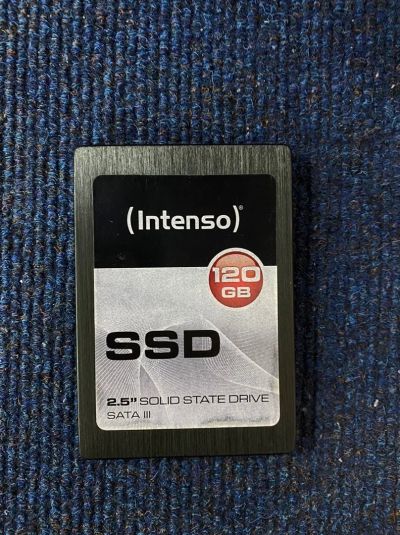 (Intenso)®
120
GB
SSD
2.5" SOLID STATE DRIVE
SATA III